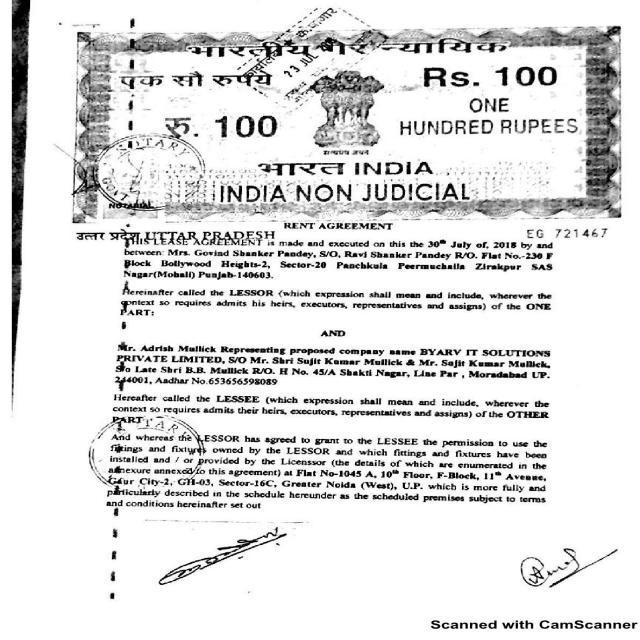 भारतीय गैर न्यायिक
23 JUL
एक सौ रुपये
Rs. 100
रु. 100
ONE
HUNDRED RUPEES
सत्यमेव जयते
भारत INDIA
INDIA NON JUDICIAL
NOTARY
NOTARIAL
RENT AGREEMENT
उत्तर प्रदेश UTTAR PRADESH
EG 721467
THIS LEASE AGREEMENT is made and executed on this the 30th July of, 2018 by and
between: Mrs. Govind Shanker Pandey, S/O, Ravi Shanker Pandey R/O. Flat No.-230 F
Block Bollywood Heights-2, Sector-20 Panchkula Peermuchalla Zirakpur SAS
Nagar(Mohali) Punjab-140603.
Hereinafter called the LESSOR (which expression shall mean and include, wherever the
context so requires admits his heirs, executors, representatives and assigns) of the ONE
PART:
AND
Mr. Adrish Mullick Representing proposed company name BYARV IT SOLUTIONS
PRIVATE LIMITED, S/O Mr. Shri Sujit Kumar Mullick & Mr. Sujit Kumar Mullick,
S/o Late Shri B.B. Mullick R/O. H No. 45/A Shakti Nagar, Line Par , Moradabad UP.
244001, Aadhar No.653656598089
Hereafter called the LESSEE (which expression shall mean and include, wherever the
context so requires admits their heirs, executors, representatives and assigns) of the OTHER
PART
And whereas the LESSOR has agreed to grant to the LESSEE the permission to use the
fittings and fixtures owned by the LESSOR and which fittings and fixtures have been
installed and / or provided by the Licenssor (the details of which are enumerated in the
annexure annexed to this agreement) at Flat No-1045 A, 10th Floor, F-Block, 11th Avenue,
Gaur City-2, GH-03, Sector-16C, Greater Noida (West), U.P. which is more fully and
particularly described in the schedule hereunder as the scheduled premises subject to terms
and conditions hereinafter set out
Scanned with CamScanner